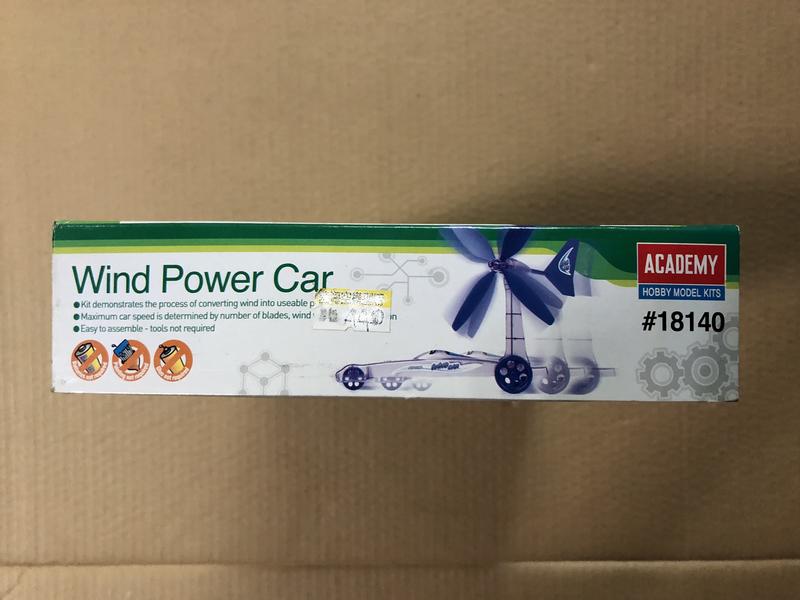 Wind Power Car
● Kit demonstrates the process of converting wind into useable
● Maximum car speed is determined by number of blades, wind
● Easy to assemble - tools not required
ACADEMY
HOBBY MODEL KITS
#18140